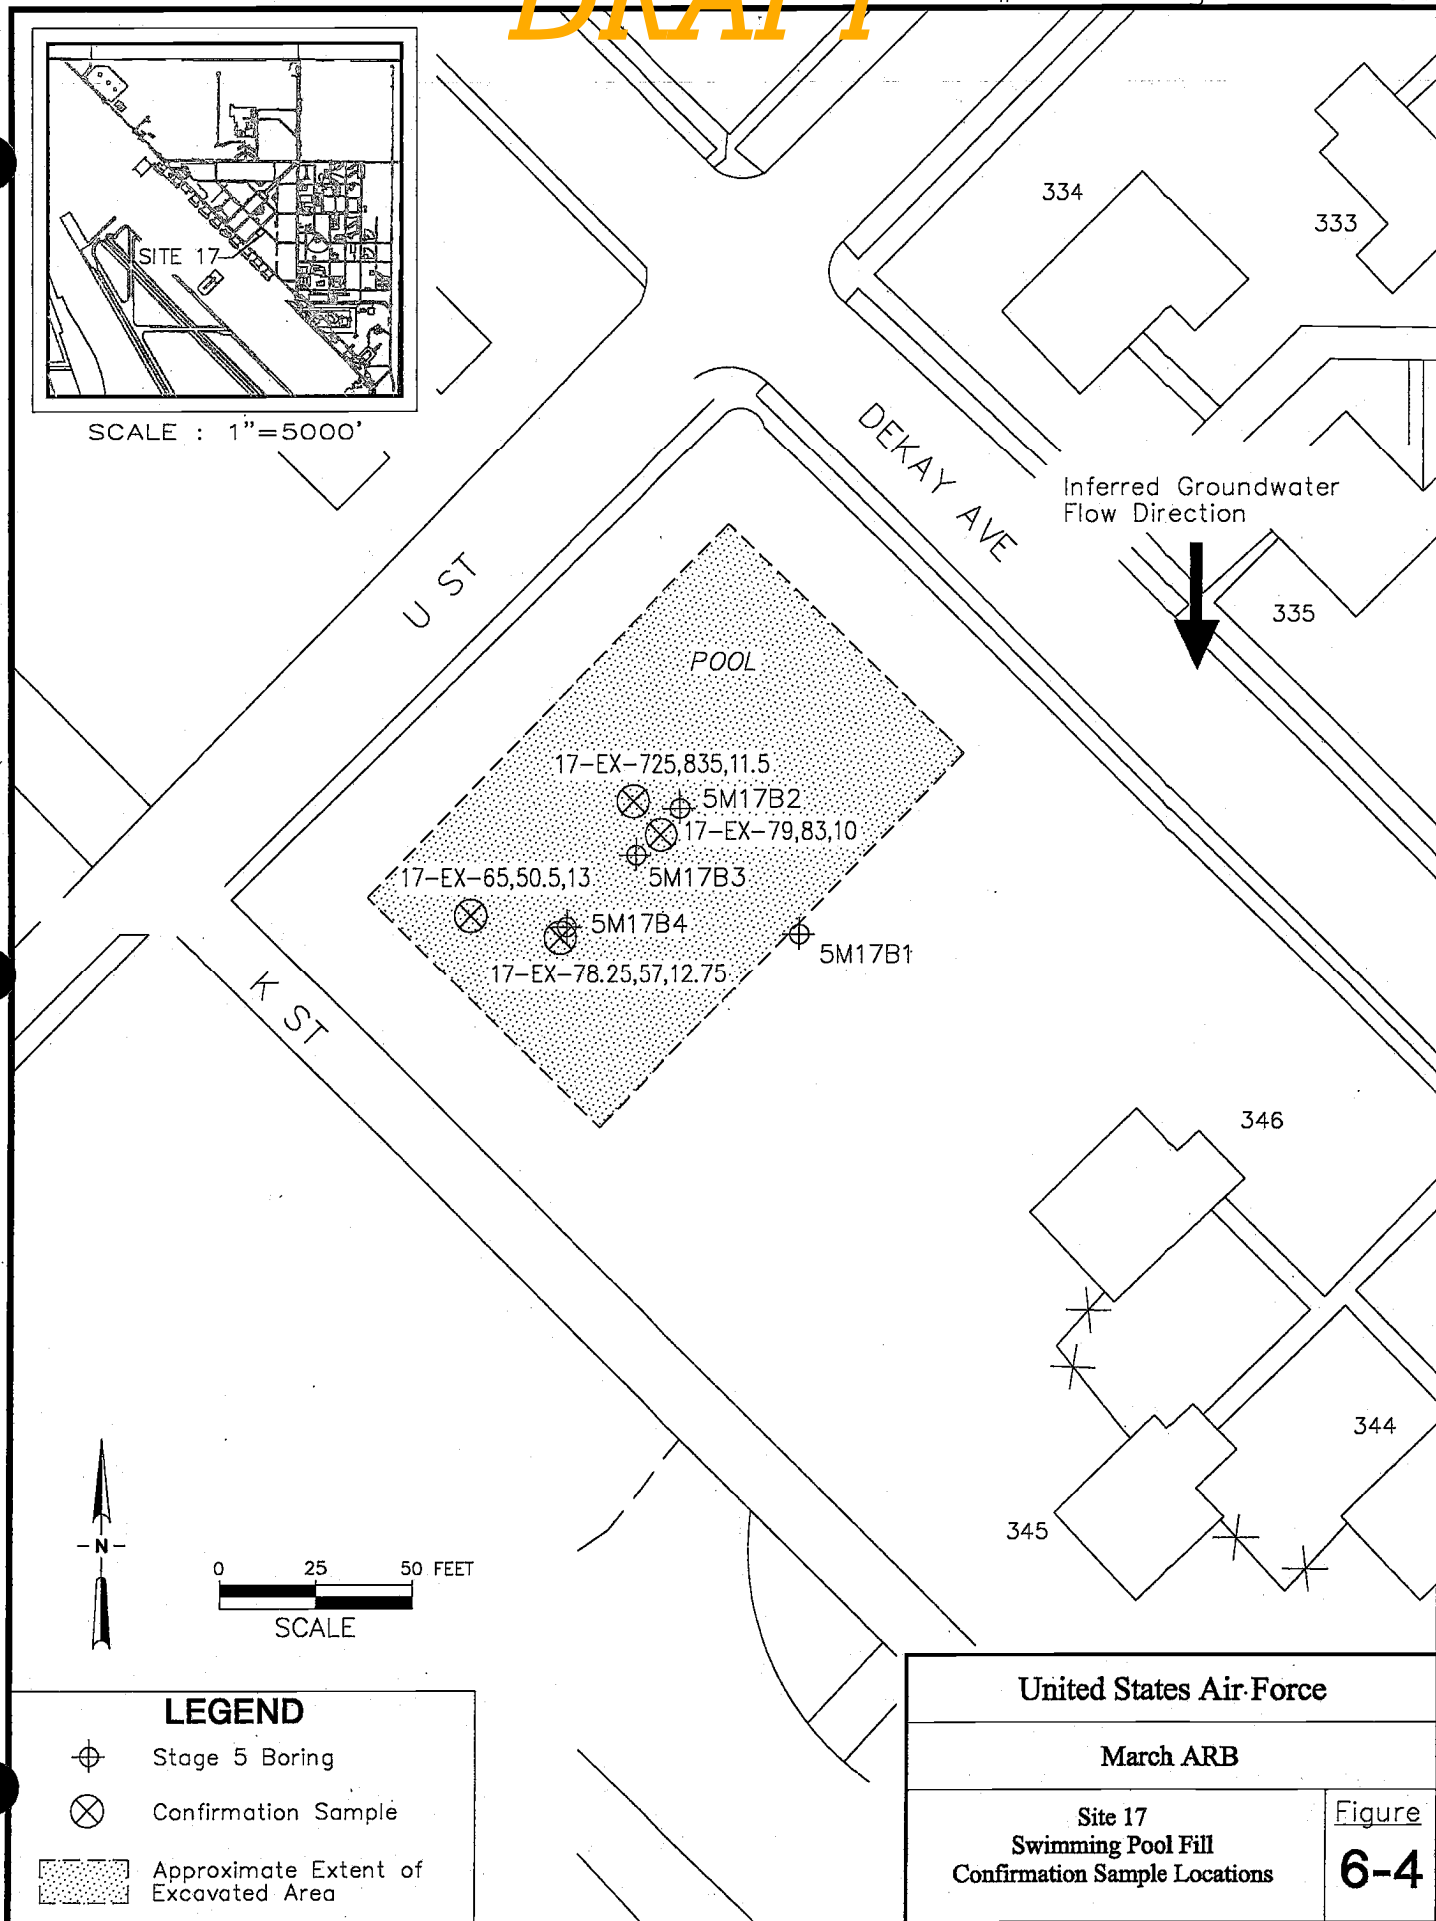 DRAFT
SITE 17
SCALE : 1"=5000'
334
333
DEKAY AVE
Inferred Groundwater
Flow Direction
U ST
335
POOL
17-EX-725,835,11.5
5M17B2
17-EX-79,83,10
17-EX-65,50.5,13
5M17B3
5M17B4
5M17B1
17-EX-78.25,57,12.75
K ST
346
344
345
N
0 25 50 FEET
SCALE
LEGEND
Stage 5 Boring
Confirmation Sample
Approximate Extent of
Excavated Area
United States Air Force
March ARB
Site 17
Swimming Pool Fill
Confirmation Sample Locations
Figure
6-4